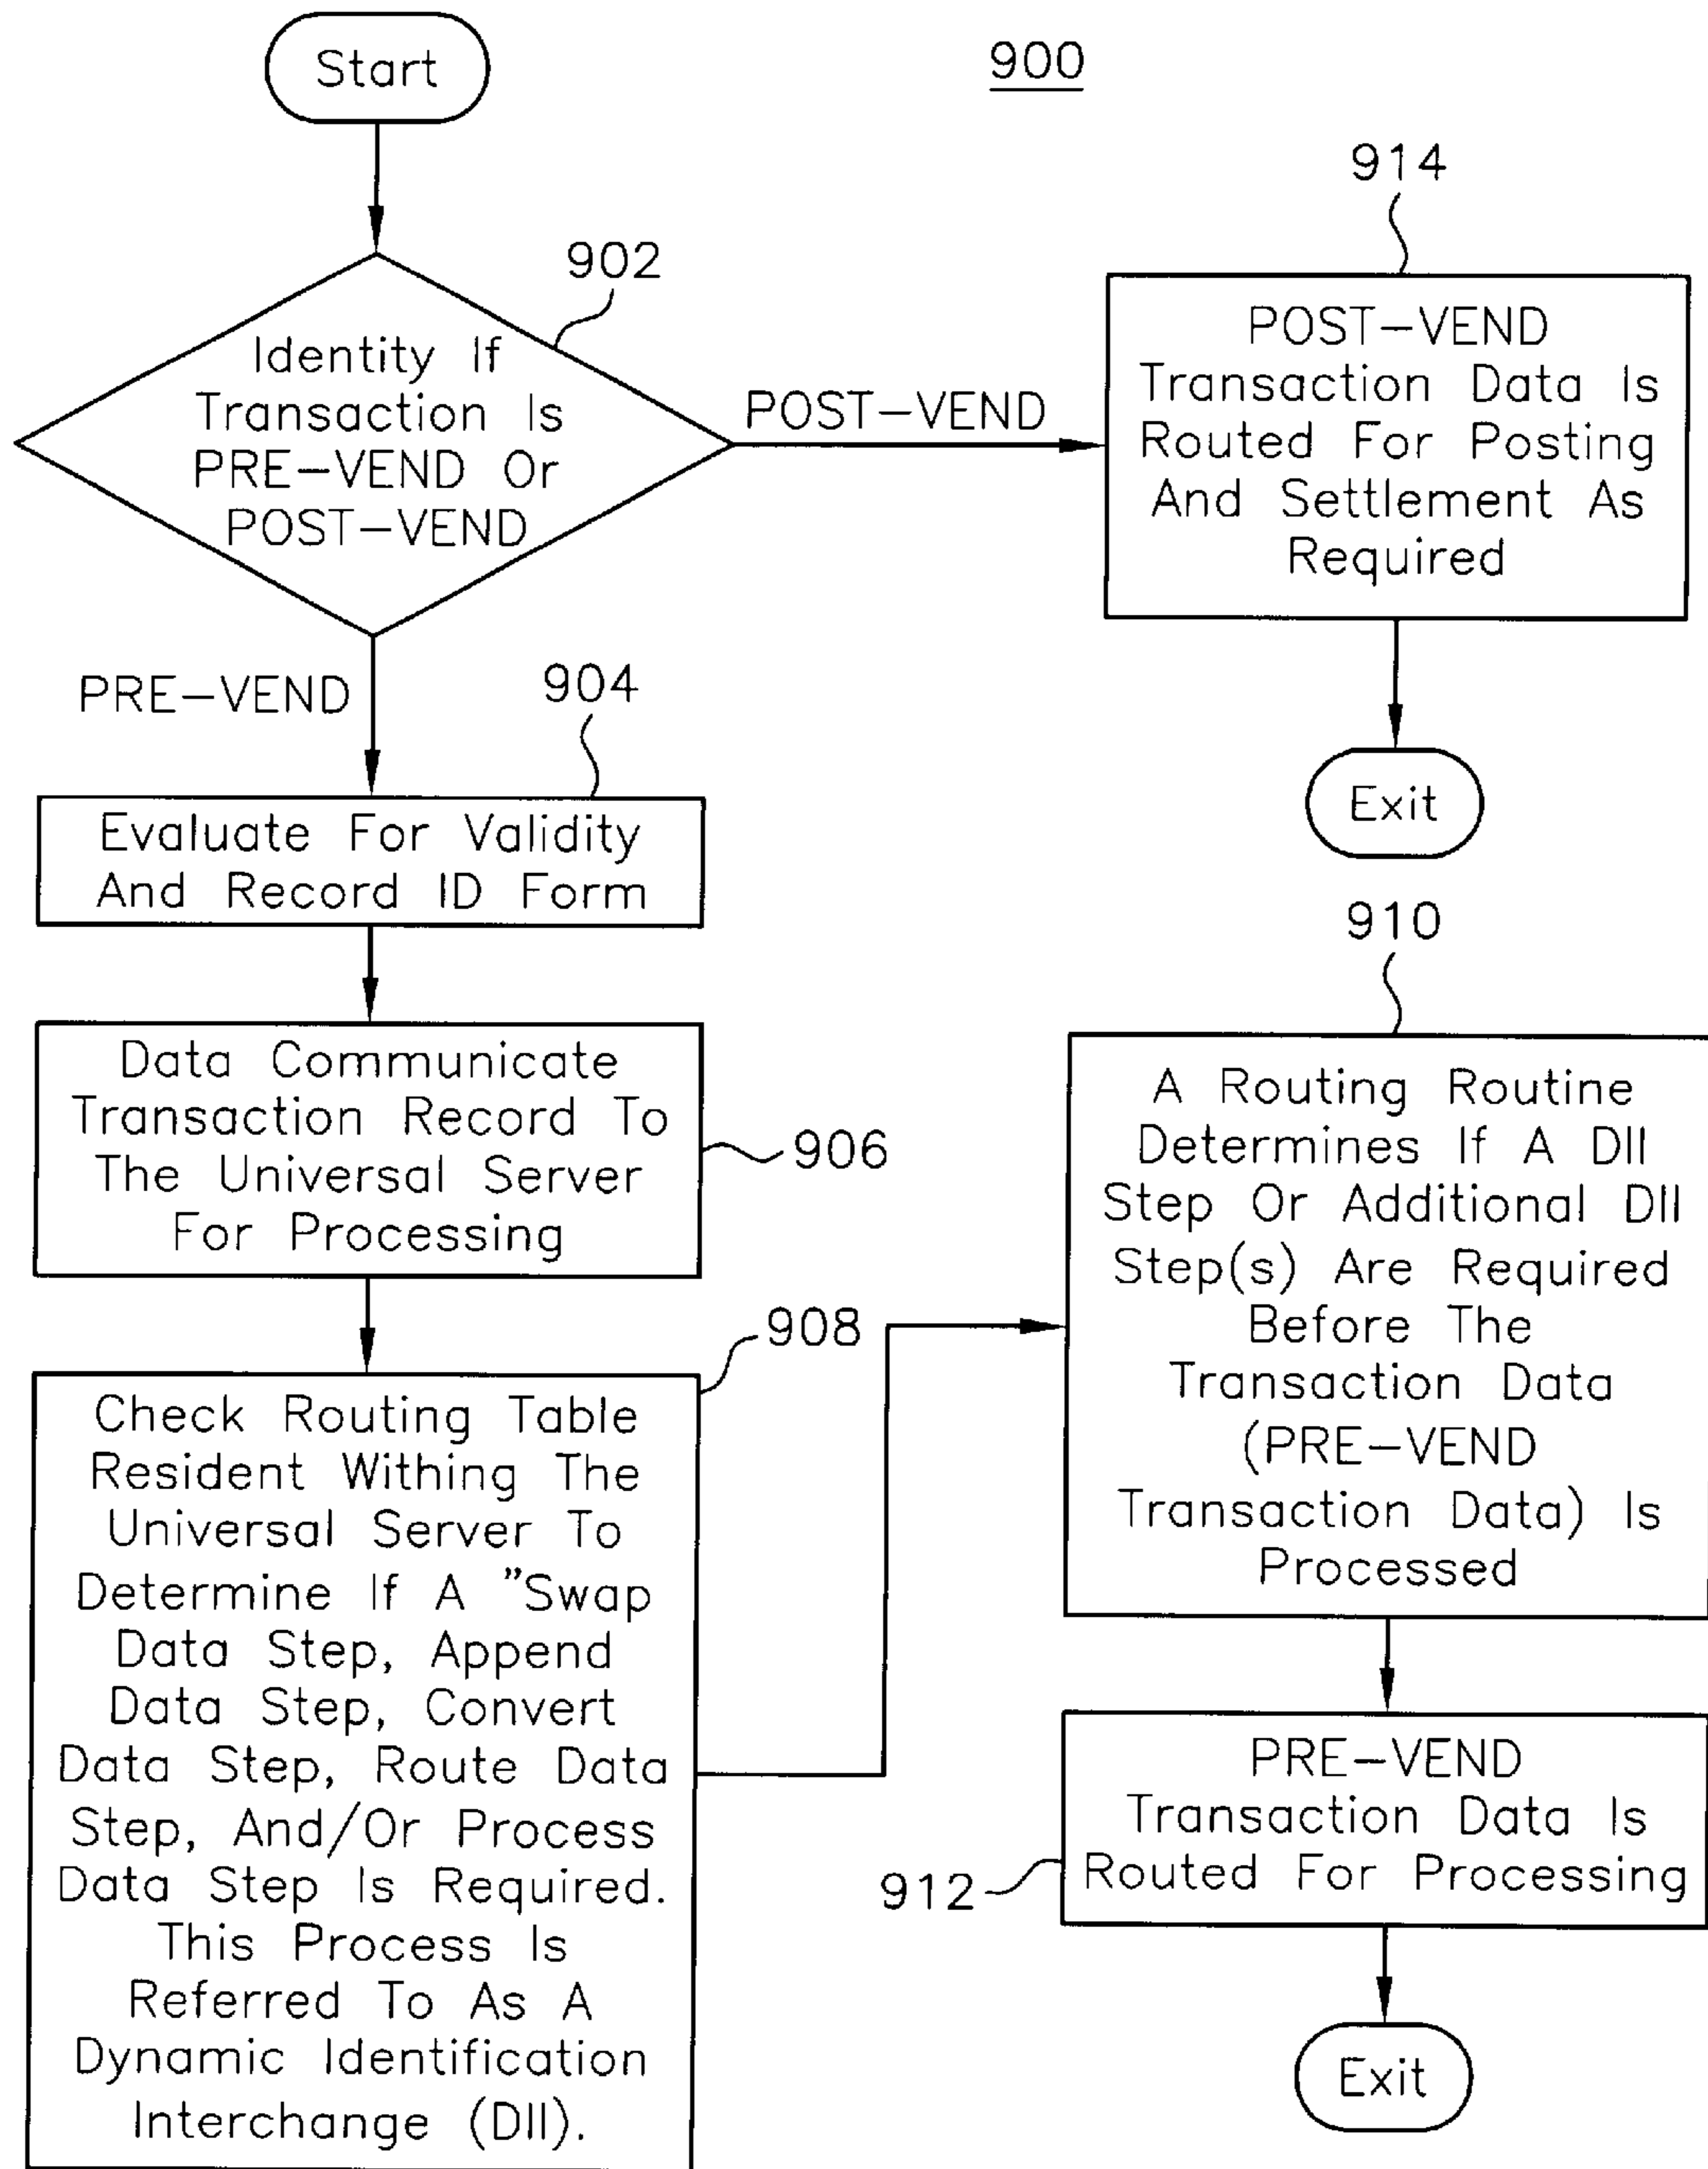 Start
900
902
Identity If
Transaction Is
PRE-VEND Or
POST-VEND
POST-VEND
914
POST-VEND
Transaction Data Is
Routed For Posting
And Settlement As
Required
Exit
PRE-VEND
904
Evaluate For Validity
And Record ID Form
Data Communicate
Transaction Record To
The Universal Server
For Processing
906
908
Check Routing Table
Resident Withing The
Universal Server To
Determine If A "Swap
Data Step, Append
Data Step, Convert
Data Step, Route Data
Step, And/Or Process
Data Step Is Required.
This Process Is
Referred To As A
Dynamic Identification
Interchange (DII).
910
A Routing Routine
Determines If A DII
Step Or Additional DII
Step(s) Are Required
Before The
Transaction Data
(PRE-VEND
Transaction Data) Is
Processed
PRE-VEND
Transaction Data Is
Routed For Processing
912
Exit